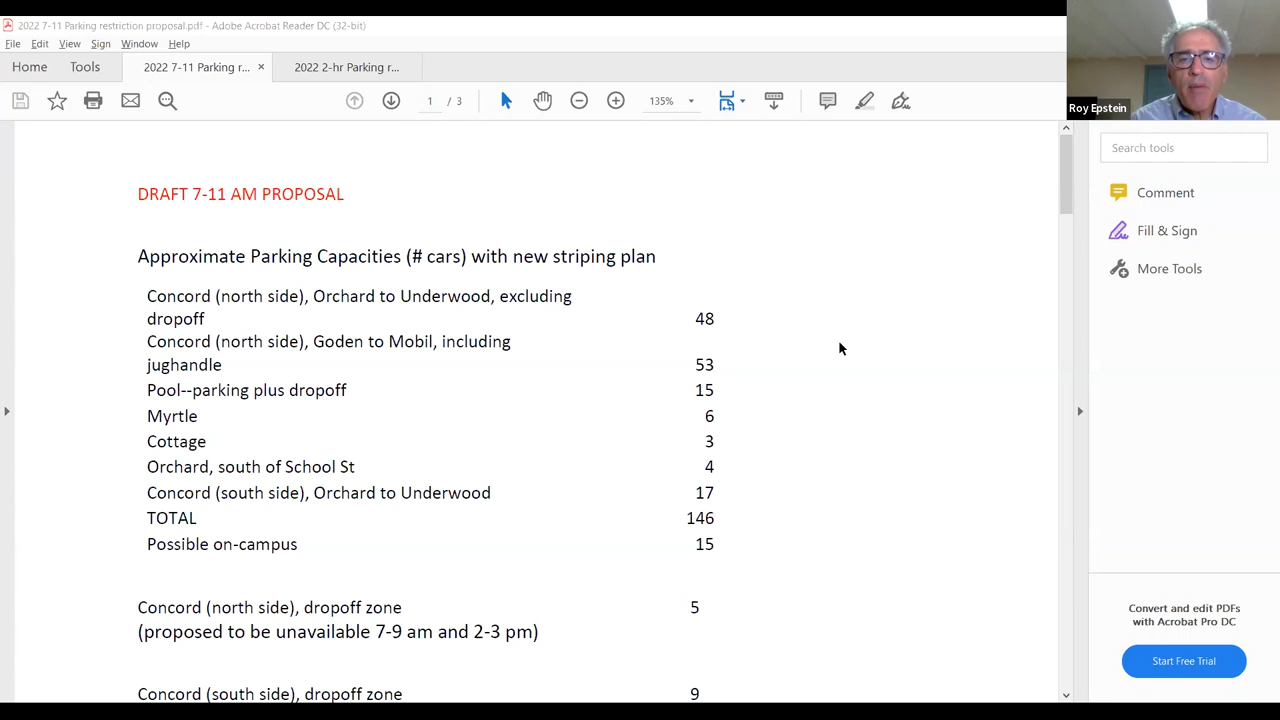 2022 7-11 Parking restriction proposal.pdf - Adobe Acrobat Reader DC (32-bit)
File Edit View Sign Window Help
Home Tools 2022 7-11 Parking r... × 2022 2-hr Parking r...
1 / 3 135%
Roy Epstein
Search tools
Comment
Fill & Sign
More Tools
DRAFT 7-11 AM PROPOSAL
Approximate Parking Capacities (# cars) with new striping plan
Concord (north side), Orchard to Underwood, excluding
dropoff 48
Concord (north side), Goden to Mobil, including
jughandle 53
Pool--parking plus dropoff 15
Myrtle 6
Cottage 3
Orchard, south of School St 4
Concord (south side), Orchard to Underwood 17
TOTAL 146
Possible on-campus 15
Concord (north side), dropoff zone 5
(proposed to be unavailable 7-9 am and 2-3 pm)
Concord (south side), dropoff zone 9
Convert and edit PDFs
with Acrobat Pro DC
Start Free Trial